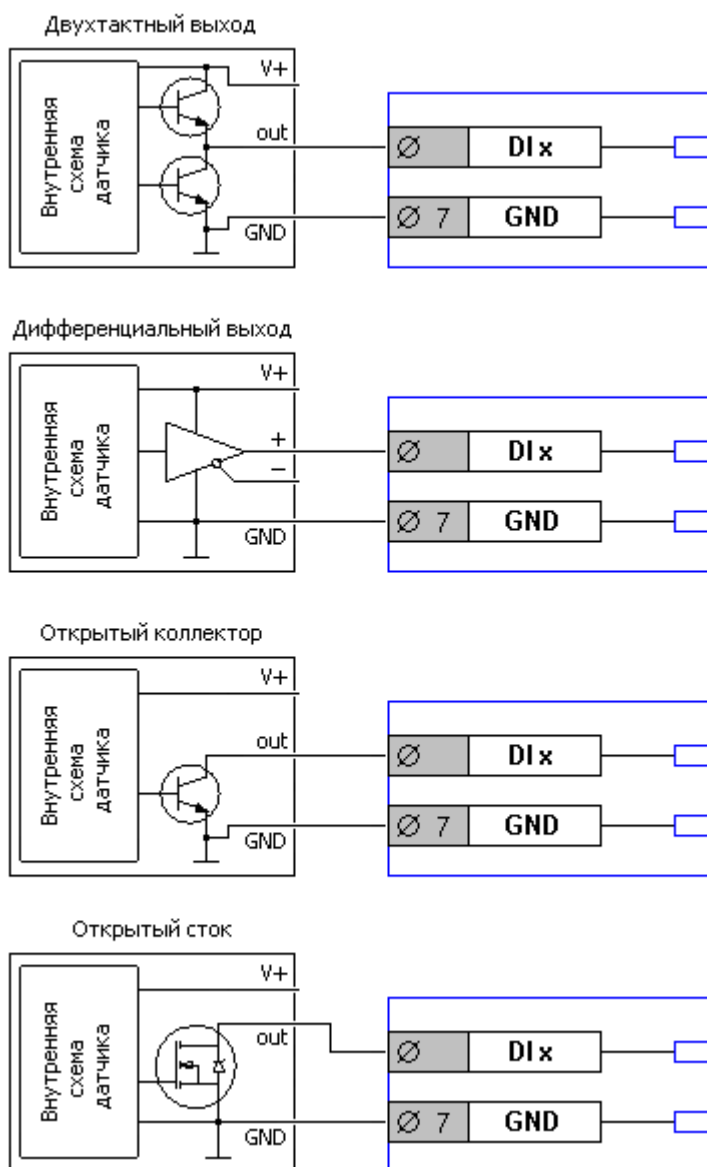 Двухтактный выход
Внутренняя
схема
датчика
V+
out
GND
Ø DI x
Ø 7 GND
Дифференциальный выход
Внутренняя
схема
датчика
V+
+
−
GND
Ø DI x
Ø 7 GND
Открытый коллектор
Внутренняя
схема
датчика
V+
out
GND
Ø DI x
Ø 7 GND
Открытый сток
Внутренняя
схема
датчика
V+
out
GND
Ø DI x
Ø 7 GND